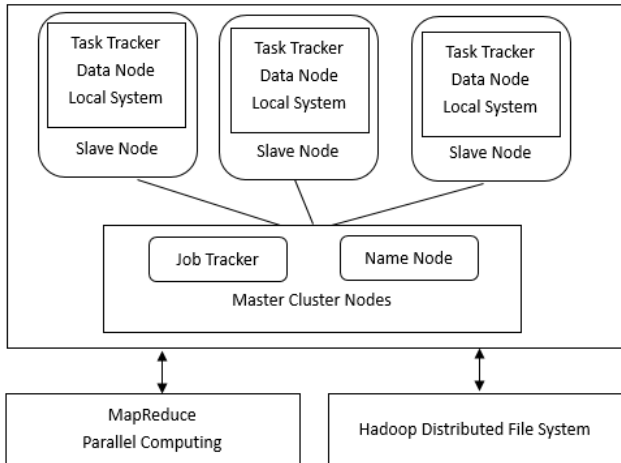 Task Tracker
Data Node
Local System
Slave Node
Task Tracker
Data Node
Local System
Slave Node
Task Tracker
Data Node
Local System
Slave Node
Job Tracker
Name Node
Master Cluster Nodes
MapReduce
Parallel Computing
Hadoop Distributed File System